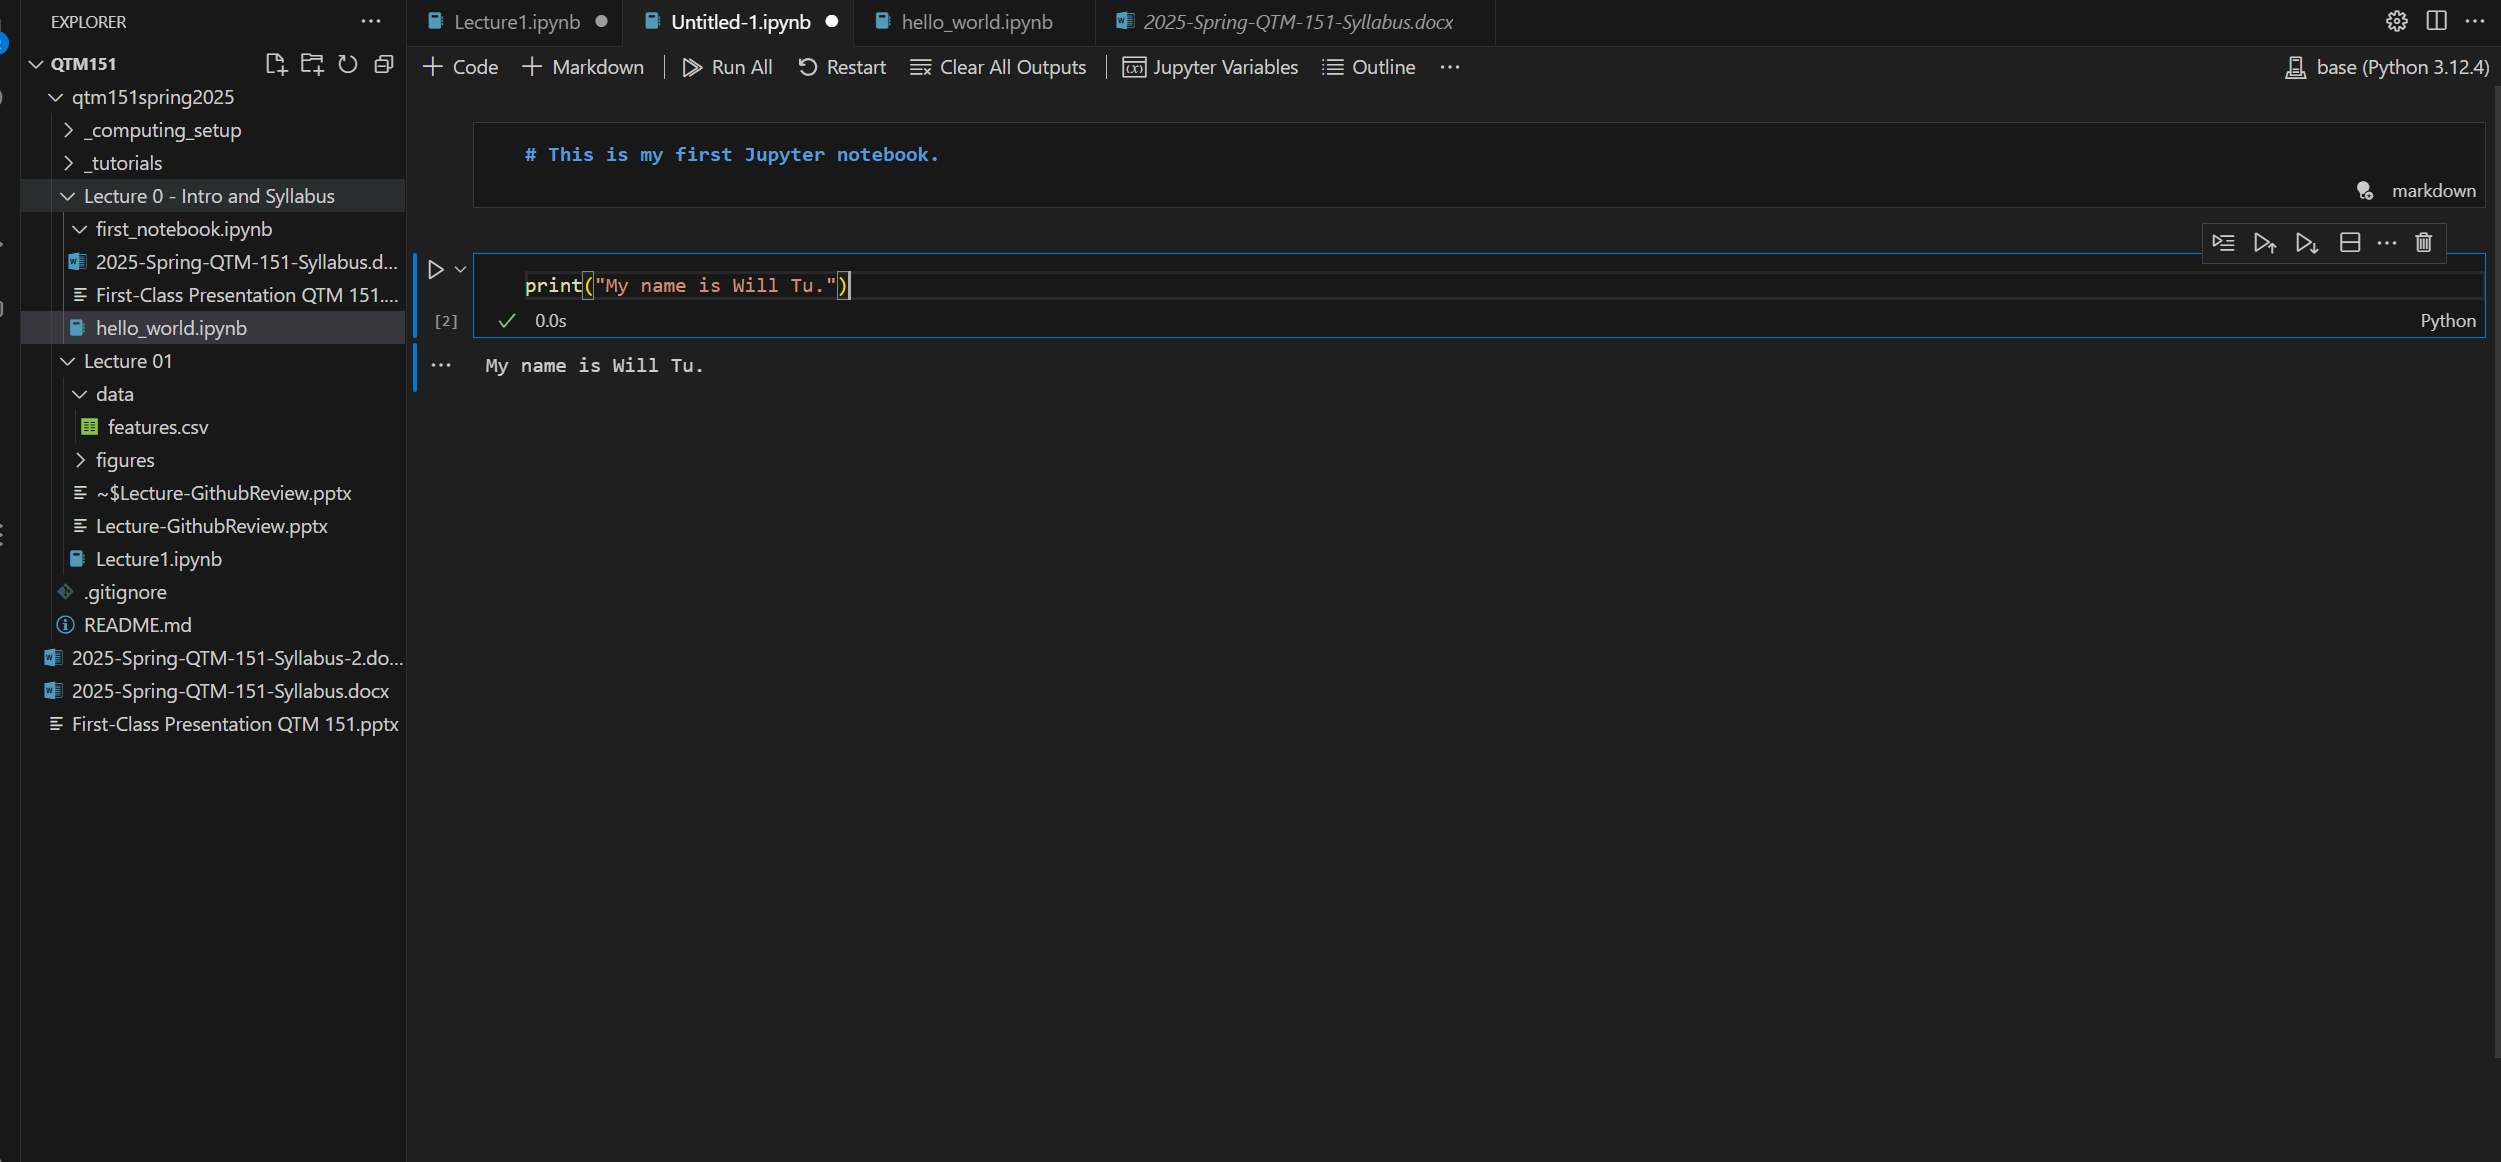 EXPLORER
QTM151
qtm151spring2025
_computing_setup
_tutorials
Lecture 0 - Intro and Syllabus
first_notebook.ipynb
2025-Spring-QTM-151-Syllabus.d...
First-Class Presentation QTM 151....
hello_world.ipynb
Lecture 01
data
features.csv
figures
~$Lecture-GithubReview.pptx
Lecture-GithubReview.pptx
Lecture1.ipynb
.gitignore
README.md
2025-Spring-QTM-151-Syllabus-2.do...
2025-Spring-QTM-151-Syllabus.docx
First-Class Presentation QTM 151.pptx
Lecture1.ipynb Untitled-1.ipynb hello_world.ipynb 2025-Spring-QTM-151-Syllabus.docx
+ Code + Markdown Run All Restart Clear All Outputs Jupyter Variables Outline ...
base (Python 3.12.4)
# This is my first Jupyter notebook.
markdown
print("My name is Will Tu.")
[2] 0.0s
Python
My name is Will Tu.